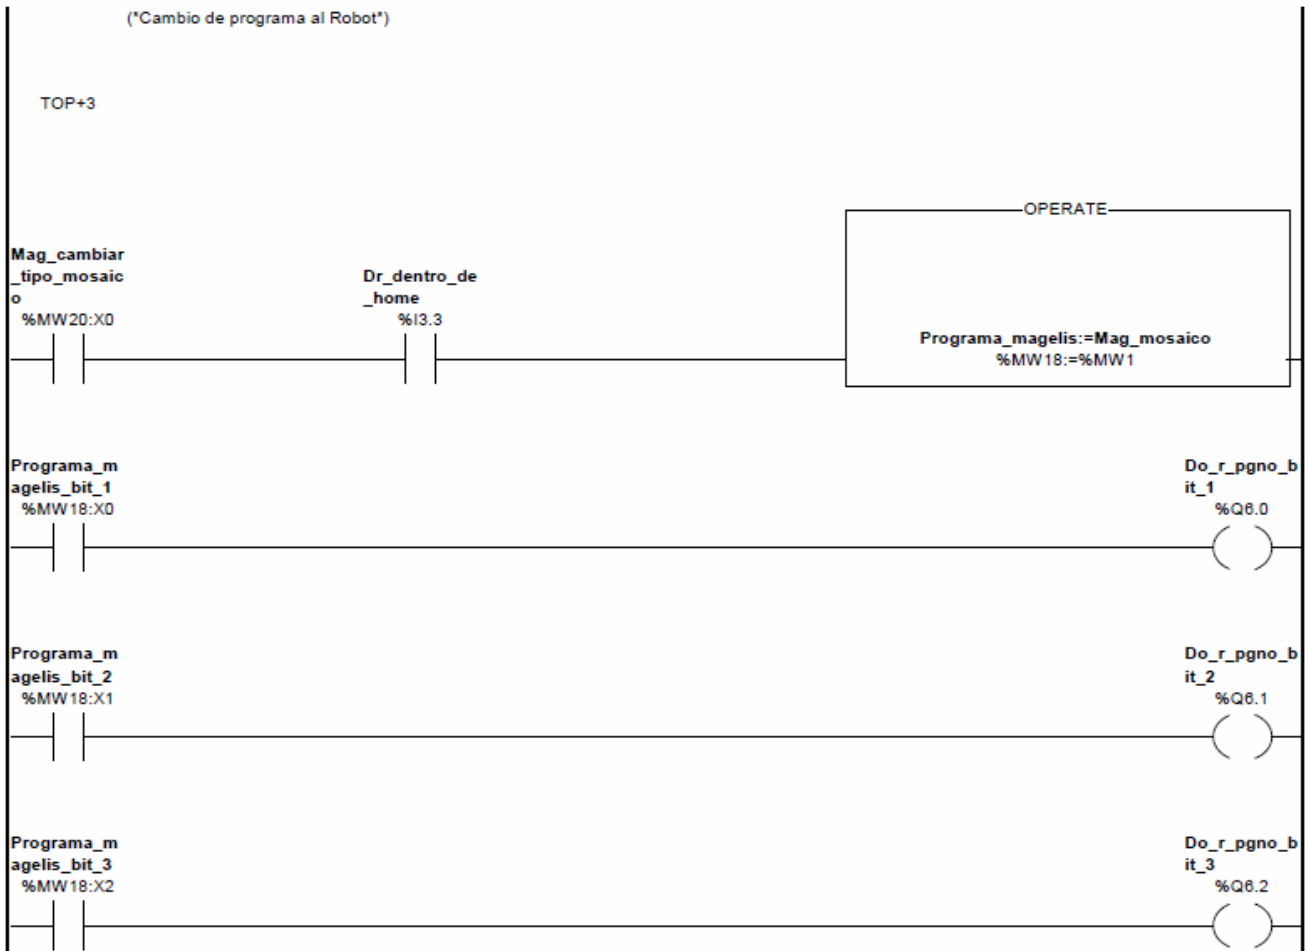 (*Cambio de programa al Robot*)
TOP+3
OPERATE
Mag_cambiar
_tipo_mosaic
o
%MW20:X0
Dr_dentro_de
_home
%I3.3
Programa_magelis:=Mag_mosaico
%MW18:=%MW1
Programa_m
agelis_bit_1
%MW18:X0
Do_r_pgno_b
it_1
%Q6.0
Programa_m
agelis_bit_2
%MW18:X1
Do_r_pgno_b
it_2
%Q6.1
Programa_m
agelis_bit_3
%MW18:X2
Do_r_pgno_b
it_3
%Q6.2